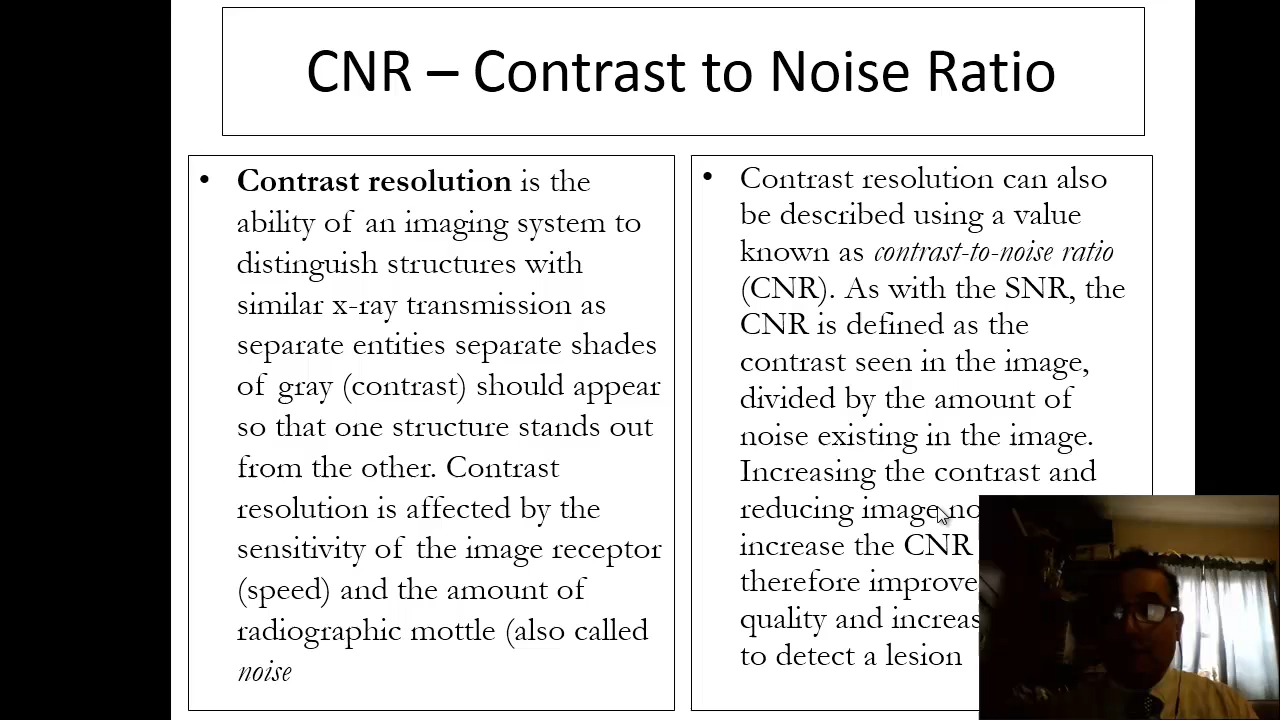 CNR – Contrast to Noise Ratio
• Contrast resolution is the
ability of an imaging system to
distinguish structures with
similar x-ray transmission as
separate entities separate shades
of gray (contrast) should appear
so that one structure stands out
from the other. Contrast
resolution is affected by the
sensitivity of the image receptor
(speed) and the amount of
radiographic mottle (also called
noise
• Contrast resolution can also
be described using a value
known as contrast-to-noise ratio
(CNR). As with the SNR, the
CNR is defined as the
contrast seen in the image,
divided by the amount of
noise existing in the image.
Increasing the contrast and
reducing image
increase the CNR
therefore improve
quality and
to detect a lesion